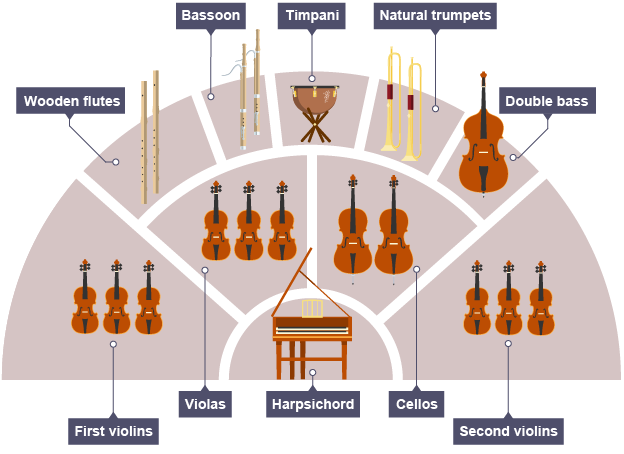 Bassoon
Timpani
Natural trumpets
Wooden flutes
Double bass
Violas
Harpsichord
Cellos
First violins
Second violins